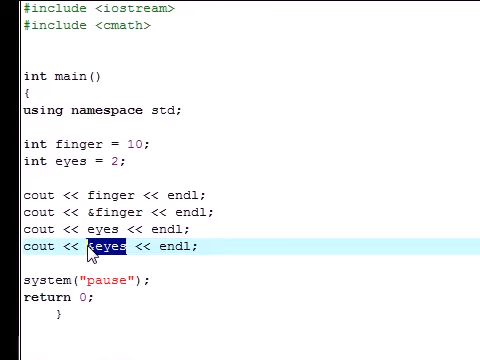 #include <iostream>
#include <cmath>
int main()
{
using namespace std;
int finger = 10;
int eyes = 2;
cout << finger << endl;
cout << &finger << endl;
cout << eyes << endl;
cout << &eyes << endl;
system("pause");
return 0;
}